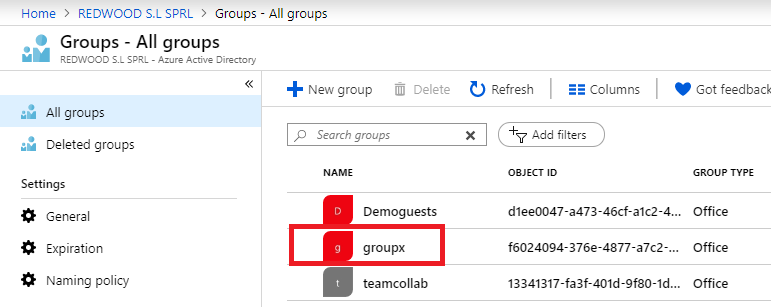 Home > REDWOOD S.L SPRL > Groups - All groups
Groups - All groups
REDWOOD S.L SPRL - Azure Active Directory
«
All groups
Deleted groups
Settings
General
Expiration
Naming policy
New group Delete Refresh Columns Got feedback
Search groups Add filters
NAME OBJECT ID GROUP TYPE
D Demoguests d1ee0047-a473-46cf-a1c2-4... Office
g groupx f6024094-376e-4877-a7c2-... Office
t teamcollab 13341317-fa3f-401d-9f80-1d... Office